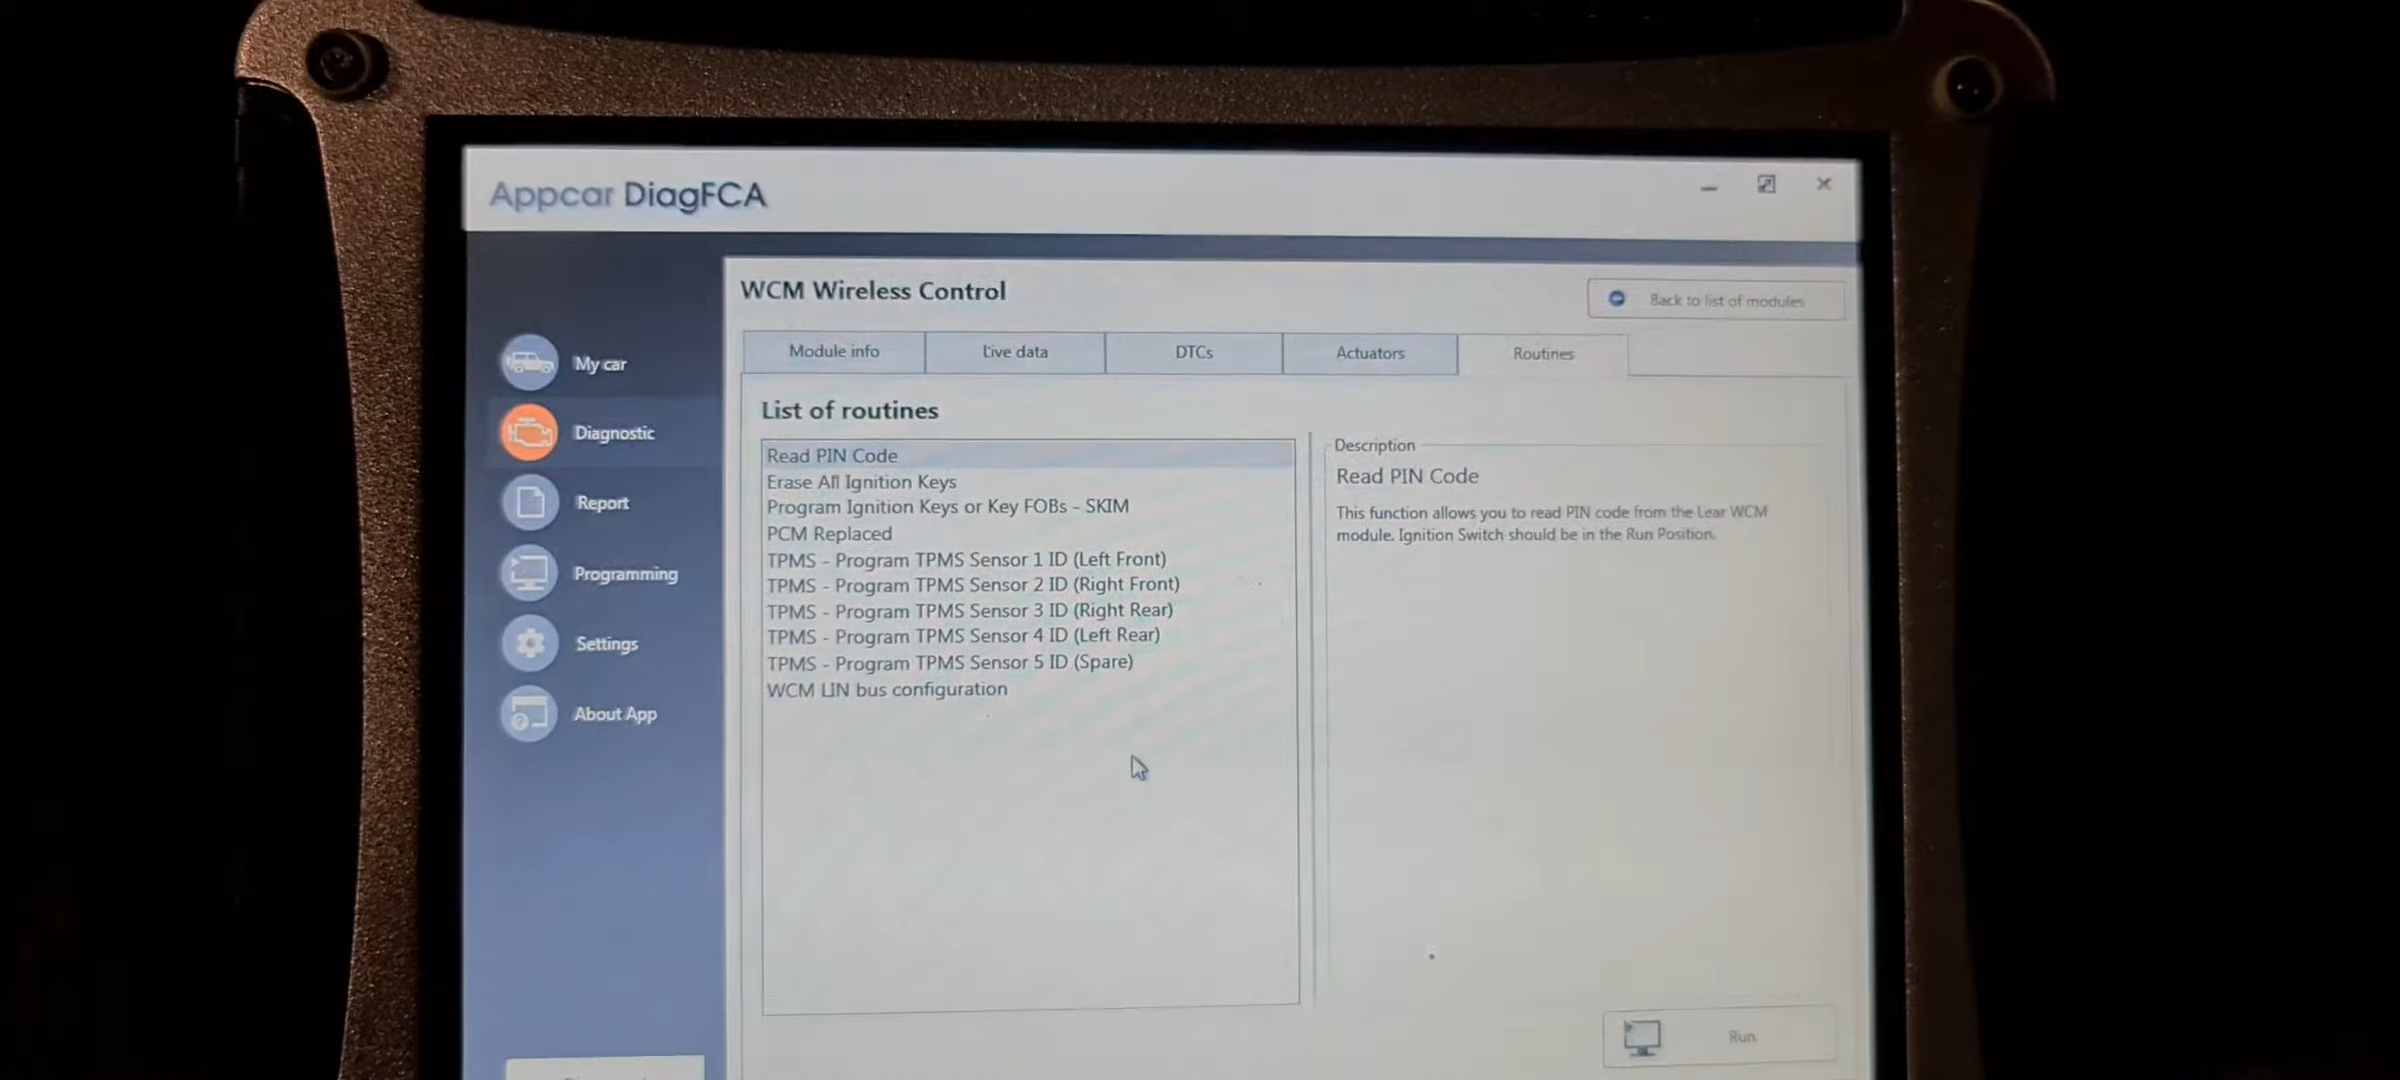 Appcar DiagFCA
WCM Wireless Control
Back to list of modules
Module info
Live data
DTCs
Actuators
Routines
My car
Diagnostic
Report
Programming
Settings
About App
List of routines
Read PIN Code
Erase All Ignition Keys
Program Ignition Keys or Key FOBs - SKIM
PCM Replaced
TPMS - Program TPMS Sensor 1 ID (Left Front)
TPMS - Program TPMS Sensor 2 ID (Right Front)
TPMS - Program TPMS Sensor 3 ID (Right Rear)
TPMS - Program TPMS Sensor 4 ID (Left Rear)
TPMS - Program TPMS Sensor 5 ID (Spare)
WCM LIN bus configuration
Description
Read PIN Code
This function allows you to read PIN code from the Lear WCM
module. Ignition Switch should be in the Run Position.
Run